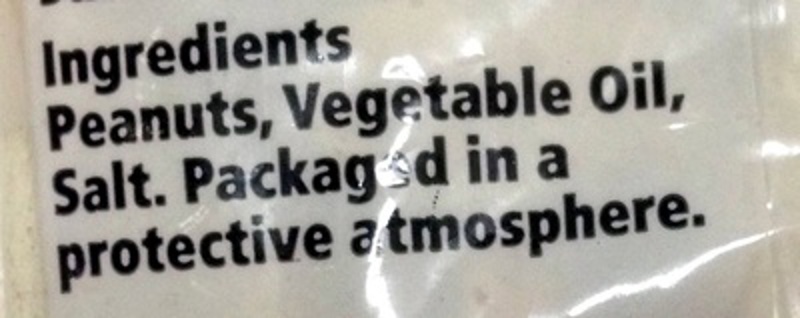 Ingredients
Peanuts, Vegetable Oil,
Salt. Packaged in a
protective atmosphere.